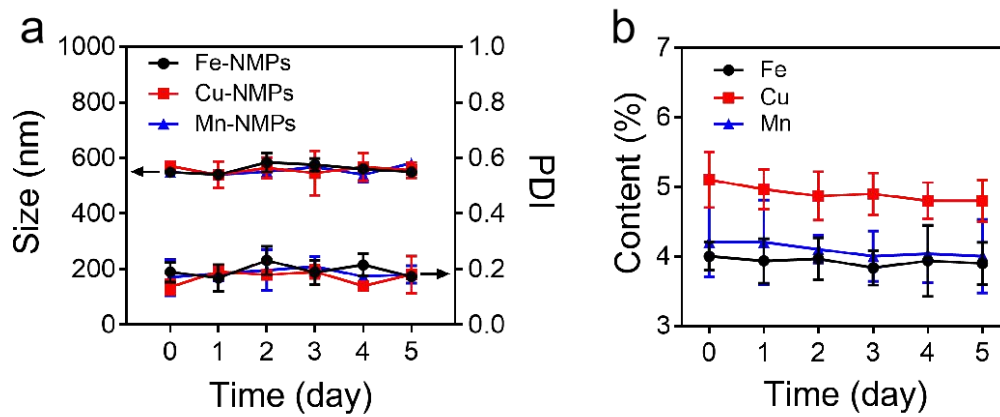 a
1000
800
600
400
200
0
Size (nm)
Fe-NMPs
Cu-NMPs
Mn-NMPs
1.0
0.8
0.6
0.4
0.2
0.0
PDI
0 1 2 3 4 5
Time (day)
b
7
6
5
4
3
Content (%)
Fe
Cu
Mn
0 1 2 3 4 5
Time (day)